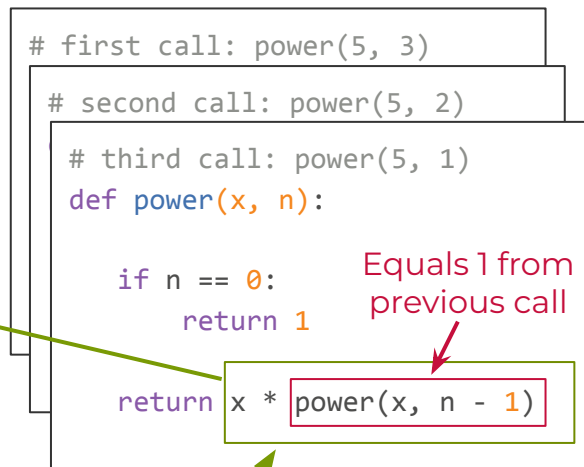 # first call: power(5, 3)
# second call: power(5, 2)
# third call: power(5, 1)
def power(x, n):
if n == 0:
return 1
Equals 1 from
previous call
return x * power(x, n - 1)